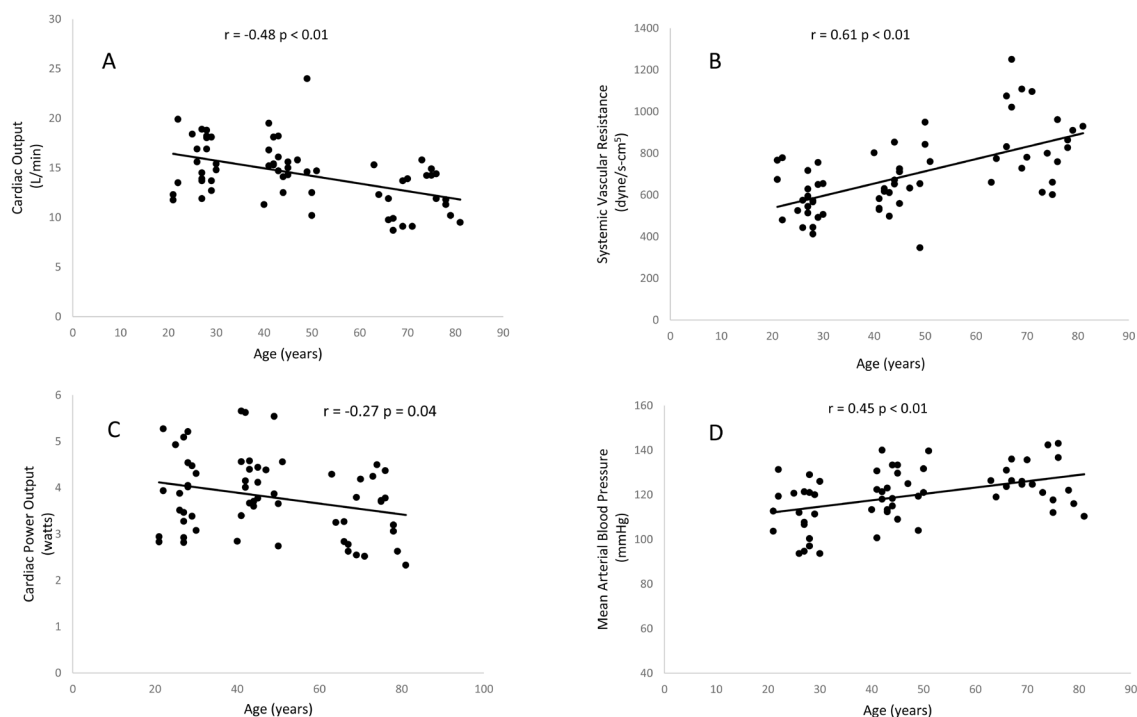 r = -0.48 p < 0.01
A
Cardiac Output
(L/min)
30
25
20
15
10
5
0
0 10 20 30 40 50 60 70 80 90
Age (years)
r = 0.61 p < 0.01
B
Systemic Vascular Resistance
(dyne/s-cm⁵)
1400
1200
1000
800
600
400
200
0
0 10 20 30 40 50 60 70 80 90
Age (years)
r = -0.27 p = 0.04
C
Cardiac Power Output
(watts)
6
5
4
3
2
1
0
0 20 40 60 80 100
Age (years)
r = 0.45 p < 0.01
D
Mean Arterial Blood Pressure
(mmHg)
160
140
120
100
80
60
40
0 10 20 30 40 50 60 70 80 90
Age (years)